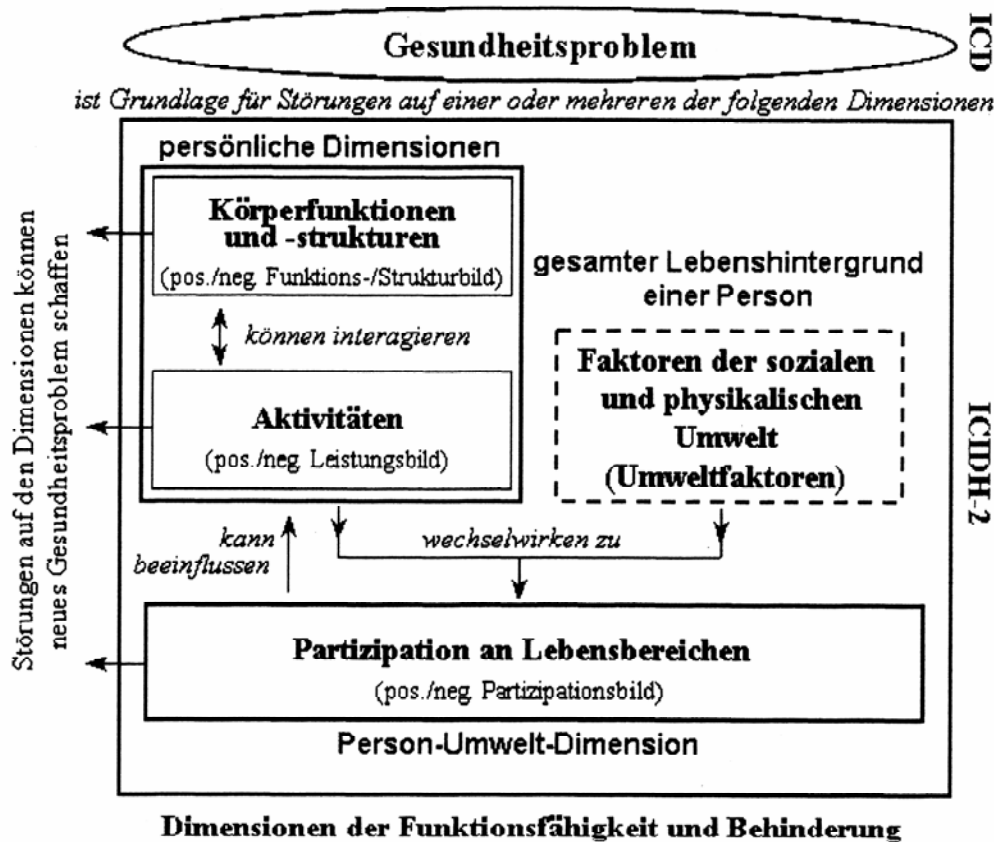 Gesundheitsproblem
ICD
ist Grundlage für Störungen auf einer oder mehreren der folgenden Dimensionen
persönliche Dimensionen
Körperfunktionen
und -strukturen
(pos./neg. Funktions-/Strukturbild)
können interagieren
Aktivitäten
(pos./neg. Leistungsbild)
gesamter Lebenshintergrund
einer Person
Faktoren der sozialen
und physikalischen
Umwelt
(Umweltfaktoren)
kann
beeinflussen
wechselwirken zu
Partizipation an Lebensbereichen
(pos./neg. Partizipationsbild)
Person-Umwelt-Dimension
Störungen auf den Dimensionen können
neues Gesundheitsproblem schaffen
ICIDH-2
Dimensionen der Funktionsfähigkeit und Behinderung